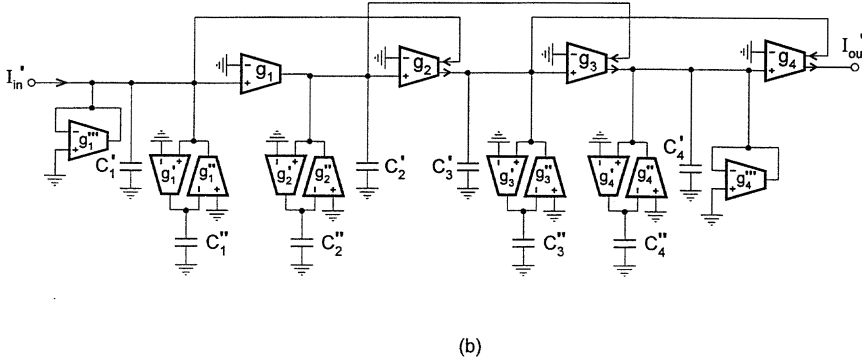 I_in'
g_1
g_2
g_3
g_4
I_ou'
g_1'''
C_1'
C_2'
C_3'
C_4'
g_4'''
g_1' g_1''
g_2' g_2''
g_3' g_3''
g_4' g_4''
C_1''
C_2''
C_3''
C_4''
(b)